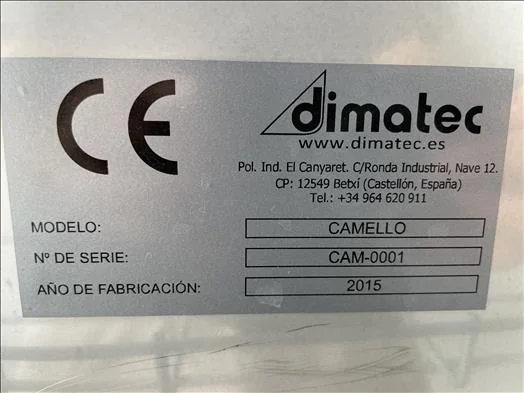 CE
dimatec
www.dimatec.es
Pol. Ind. El Canyaret. C/Ronda Industrial, Nave 12.
CP: 12549 Betxí (Castellón, España)
Tel.: +34 964 620 911
MODELO: CAMELLO
Nº DE SERIE: CAM-0001
AÑO DE FABRICACIÓN: 2015